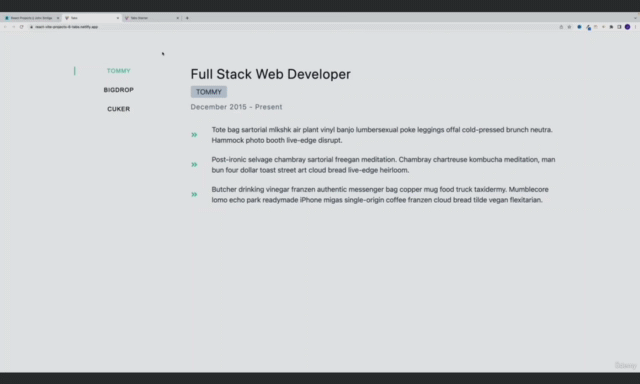 Tabs
TOMMY
BIGDROP
CUKER
Full Stack Web Developer
TOMMY
December 2015 - Present
Tote bag sartorial mlkshk air plant vinyl banjo lumbersexual poke leggings offal cold-pressed brunch neutra.
Hammock photo booth live-edge disrupt.
Post-ironic selvage chambray sartorial freegan meditation. Chambray chartreuse kombucha meditation, man
bun four dollar toast street art cloud bread live-edge heirloom.
Butcher drinking vinegar franzen authentic messenger bag copper mug food truck taxidermy. Mumblecore
lomo echo park readymade iPhone migas single-origin coffee franzen cloud bread tilde vegan flexitarian.
Udemy